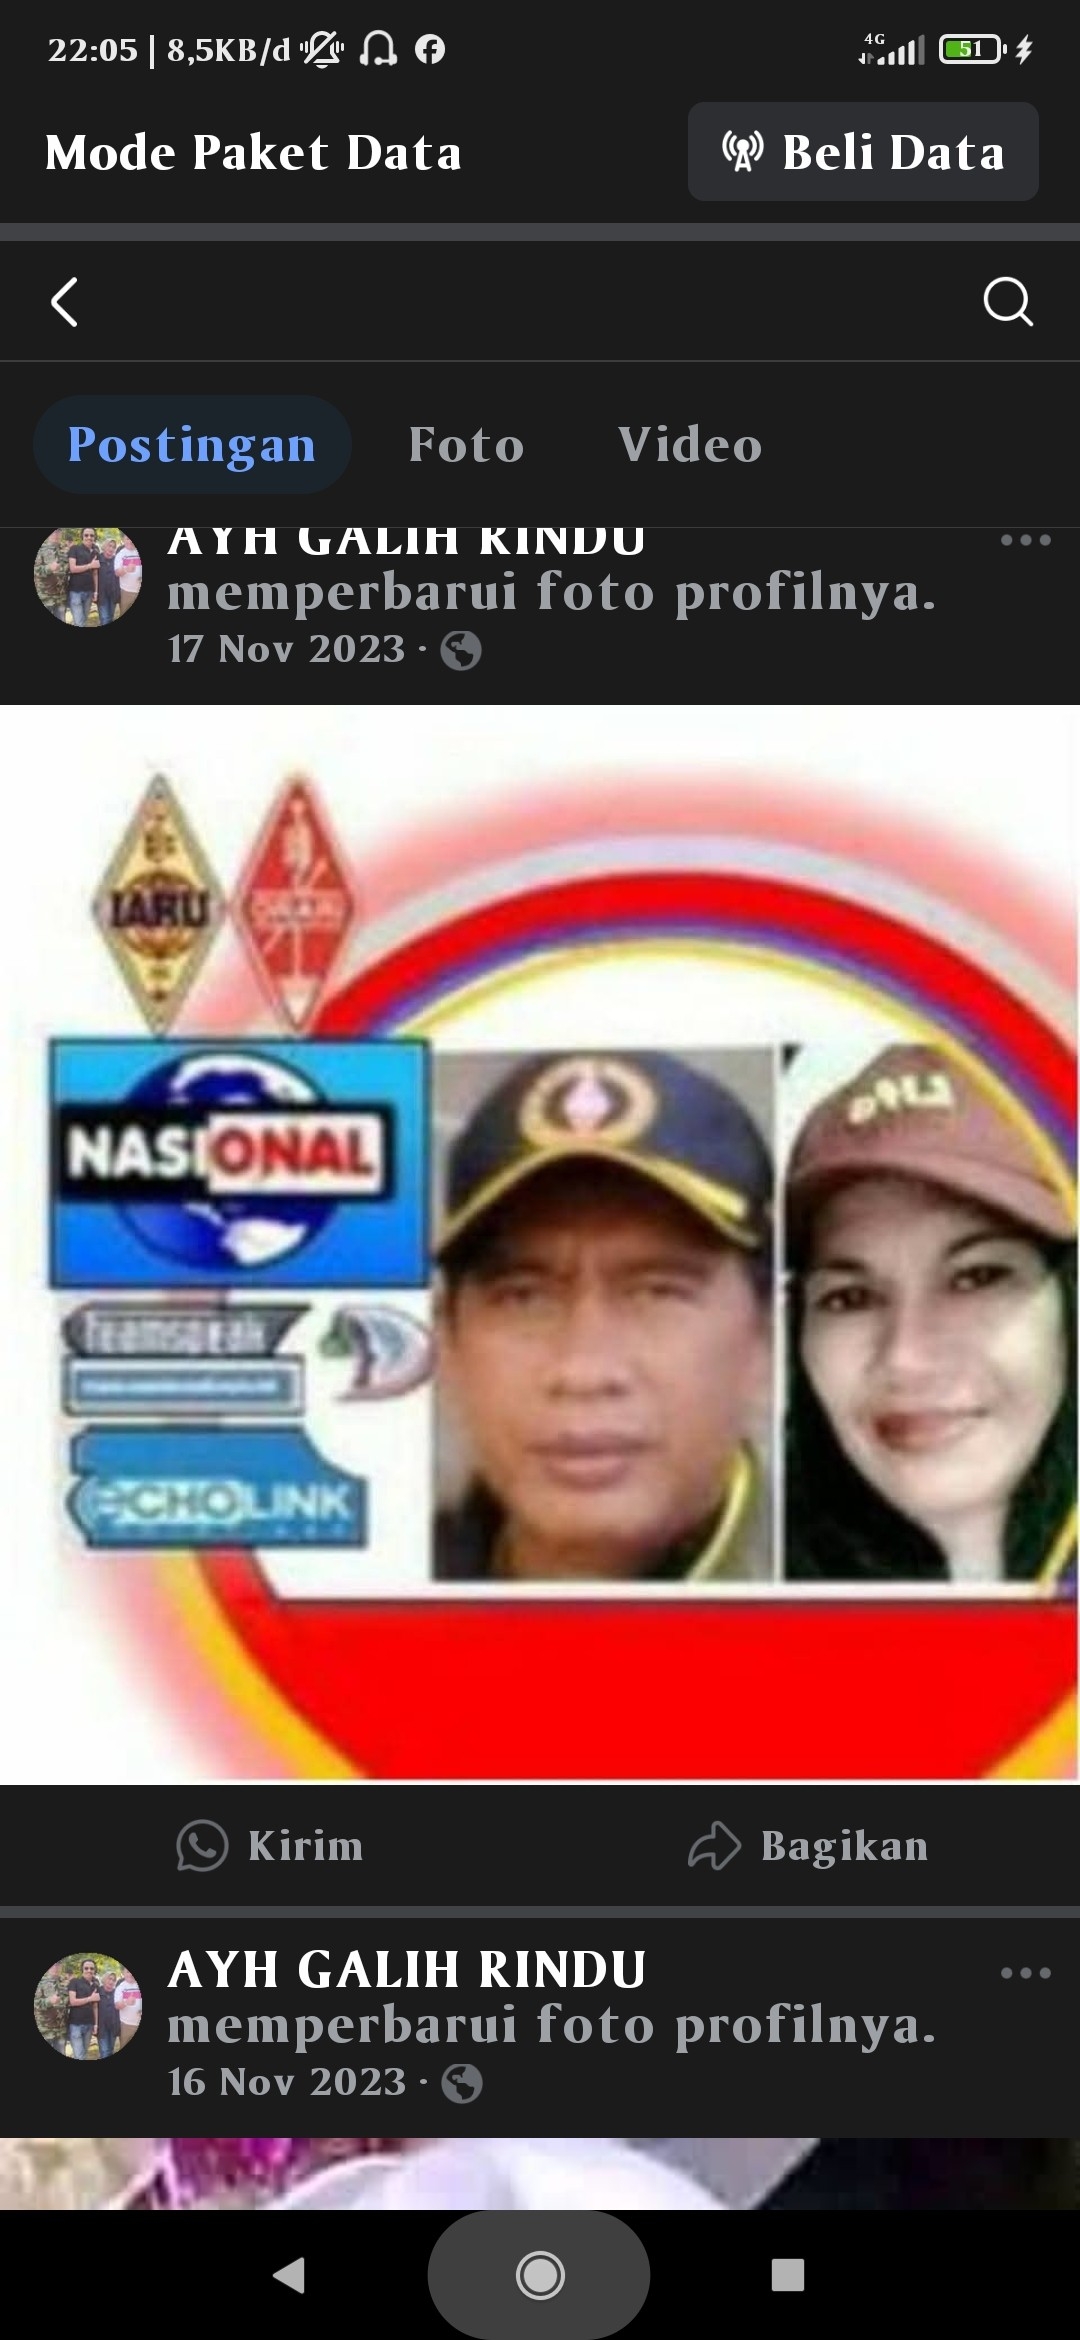 22:05 | 8,5KB/d
4G
51
Mode Paket Data
Beli Data
Postingan
Foto
Video
AYH GALIH RINDU
memperbarui foto profilnya.
17 Nov 2023 ·
IARU
NASIONAL
Teamspeak
ECHOLINK
Kirim
Bagikan
AYH GALIH RINDU
memperbarui foto profilnya.
16 Nov 2023 ·